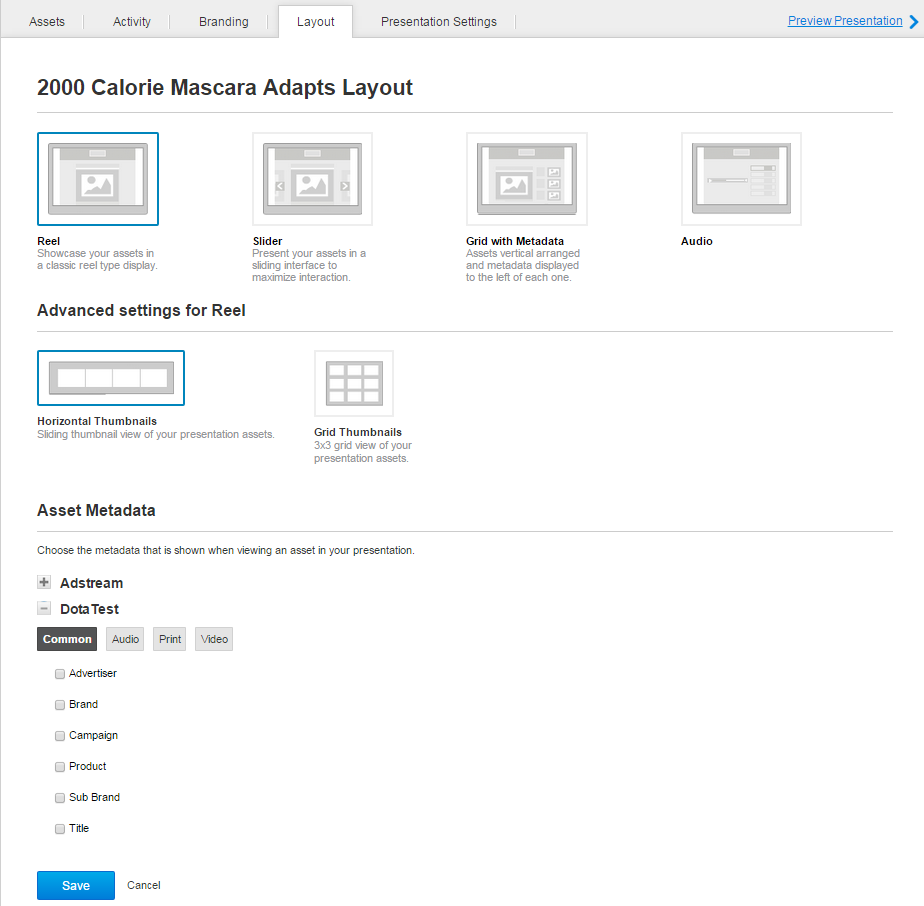 Assets Activity Branding Layout Presentation Settings Preview Presentation
2000 Calorie Mascara Adapts Layout
Reel
Showcase your assets in
a classic reel type display.
Slider
Present your assets in a
sliding interface to
maximize interaction.
Grid with Metadata
Assets vertical arranged
and metadata displayed
to the left of each one.
Audio
Advanced settings for Reel
Horizontal Thumbnails
Sliding thumbnail view of your presentation assets.
Grid Thumbnails
3x3 grid view of your
presentation assets.
Asset Metadata
Choose the metadata that is shown when viewing an asset in your presentation.
Adstream
DotaTest
Common Audio Print Video
Advertiser
Brand
Campaign
Product
Sub Brand
Title
Save Cancel